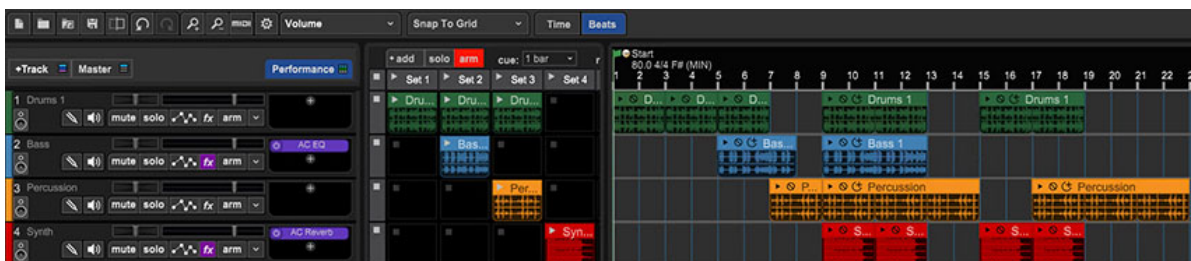 MIDI Volume Snap To Grid Time Beats
+Track Master Performance
+add solo arm cue: 1 bar r
Set 1 Set 2 Set 3 Set 4
Start
80.0 4/4 F# (MIN)
1 2 3 4 5 6 7 8 9 10 11 12 13 14 15 16 17 18 19 20 21 22
1 Drums 1
mute solo fx arm
Dru... Dru... Dru...
D... D... D... Drums 1 Drums 1
2 Bass
mute solo fx arm
AC EQ
Bas...
Bas... Bass 1
3 Percussion
mute solo fx arm
Per...
P... Percussion Percussion
4 Synth
mute solo fx arm
AC Reverb
Syn...
S... S... S... S...